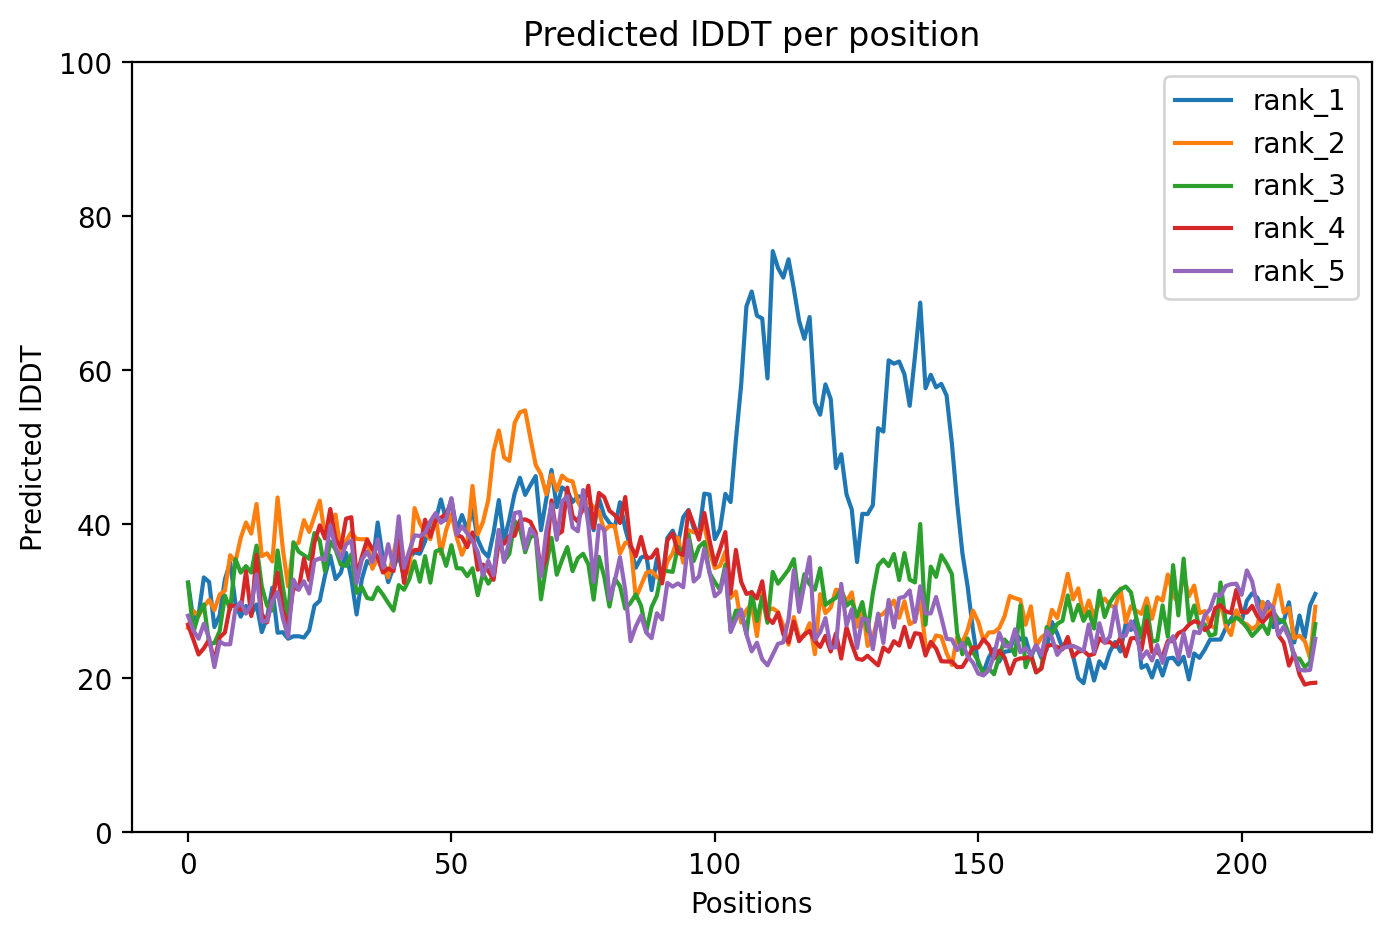 Predicted lDDT per position
100
80
60
40
20
0
Predicted lDDT
0 50 100 150 200
Positions
rank_1
rank_2
rank_3
rank_4
rank_5